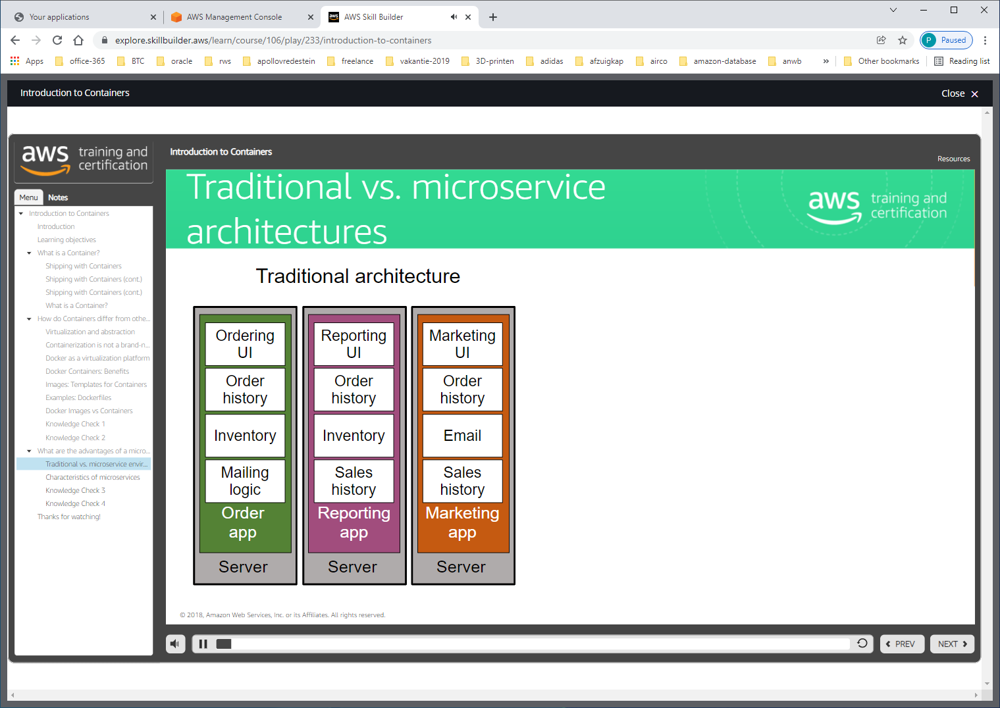 Your applications
AWS Management Console
aws
AWS Skill Builder
explore.skillbuilder.aws/learn/course/106/play/233/introduction-to-containers
P
Paused
Apps
office-365
BTC
oracle
rws
apollovredestein
freelance
vakantie-2019
3D-printen
adidas
afzuigkap
airco
amazon-database
anwb
»
Other bookmarks
Reading list
Introduction to Containers
Close
aws training and
certification
Introduction to Containers
Resources
Menu
Notes
Introduction to Containers
Introduction
Learning objectives
What is a Container?
Shipping with Containers
Shipping with Containers (cont.)
Shipping with Containers (cont.)
What is a Container?
How do Containers differ from othe...
Virtualization and abstraction
Containerization is not a brand-n...
Docker as a virtualization platform
Docker Containers: Benefits
Images: Templates for Containers
Examples: Dockerfiles
Docker Images vs Containers
Knowledge Check 1
Knowledge Check 2
What are the advantages of a micro...
Traditional vs. microservice envir...
Characteristics of microservices
Knowledge Check 3
Knowledge Check 4
Thanks for watching!
Traditional vs. microservice
architectures
aws training and
certification
Traditional architecture
Ordering
UI
Order
history
Inventory
Mailing
logic
Order
app
Server
Reporting
UI
Order
history
Inventory
Sales
history
Reporting
app
Server
Marketing
UI
Order
history
Email
Sales
history
Marketing
app
Server
© 2018, Amazon Web Services, Inc. or its Affiliates. All rights reserved.
PREV
NEXT